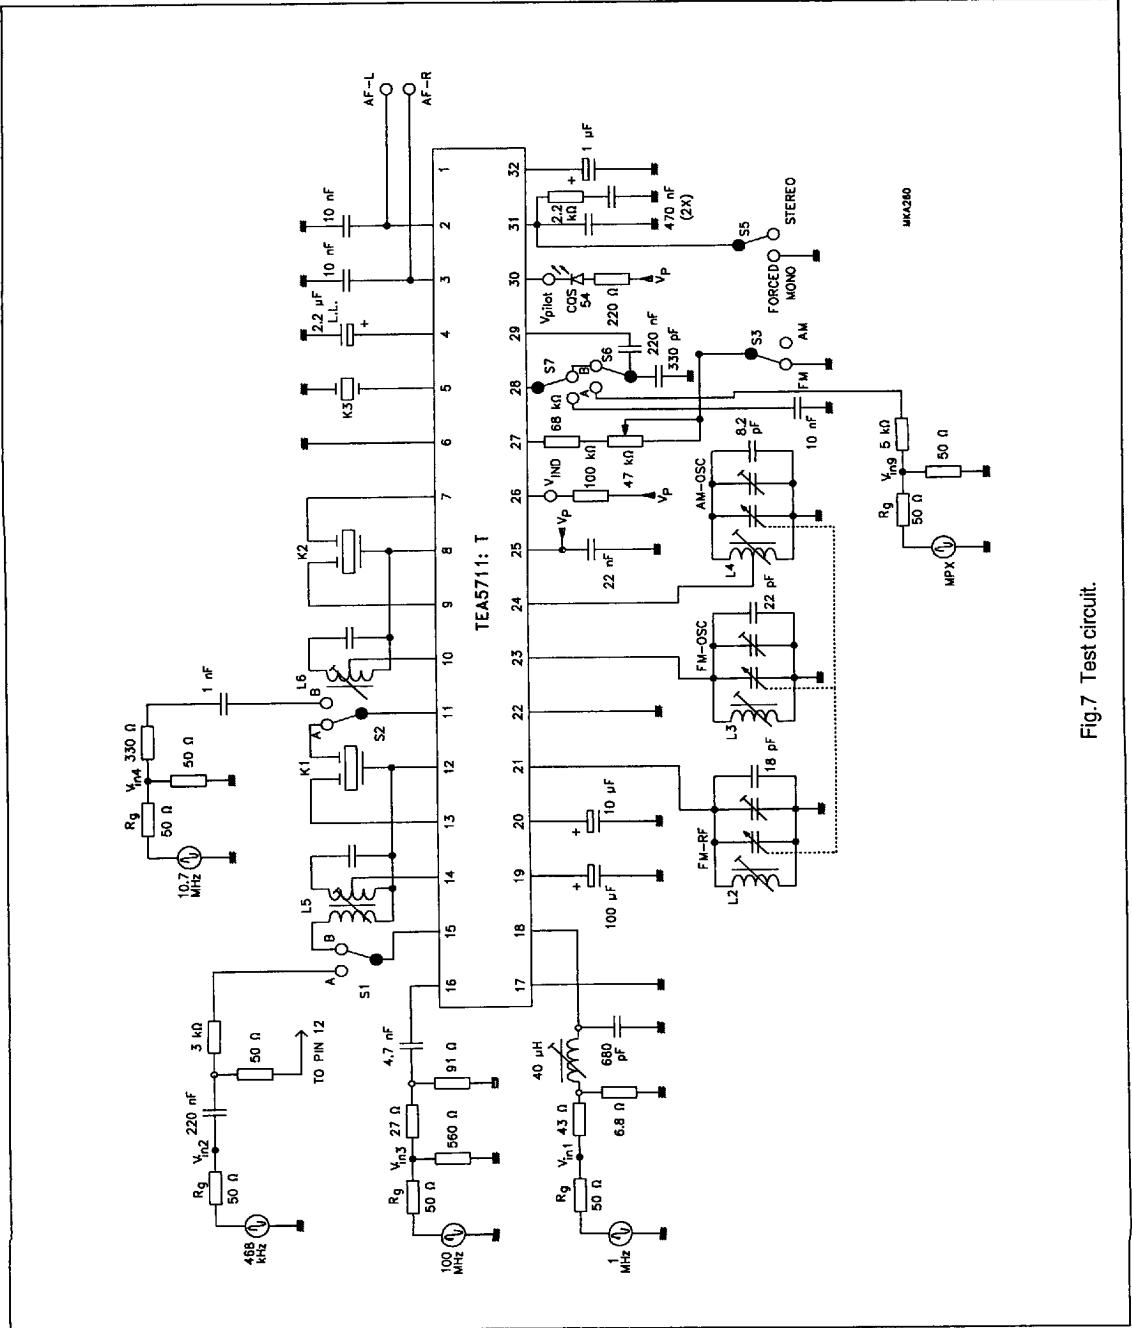 AF-L
AF-R
10 nF
10 nF
2.2 µF
L.L.
+
K3
K2
1 nF
L6
B
A
S2
330 Ω
50 Ω
Vin4
Rg
50 Ω
10.7
MHz
K1
L5
B
A
S1
3 kΩ
50 Ω
TO PIN 12
220 nF
Vin2
Rg
50 Ω
468
kHz
1
2
3
4
5
6
7
8
9
10
11
12
13
14
15
16
TEA5711; T
32
31
30
29
28
27
26
25
24
23
22
21
20
19
18
17
+
1 µF
2.2
kΩ
470 nF
(2X)
S5
STEREO
FORCED
MONO
Vpilot
CQS
54
220 Ω
VP
220 nF
330 pF
S6
S7
B
A
S3
AM
FM
68 kΩ
47 kΩ
10 nF
VIND
100 kΩ
VP
VP
22 nF
AM-OSC
8.2
pF
L4
FM-OSC
22 pF
L3
FM-RF
18 pF
L2
+
10 µF
+
100 µF
5 kΩ
Vin9
50 Ω
Rg
50 Ω
MPX
4.7 nF
91 Ω
27 Ω
Vin3
560 Ω
Rg
50 Ω
100
MHz
40 µH
680
pF
43 Ω
6.8 Ω
Vin1
Rg
50 Ω
1
MHz
MKA260
Fig.7 Test circuit.